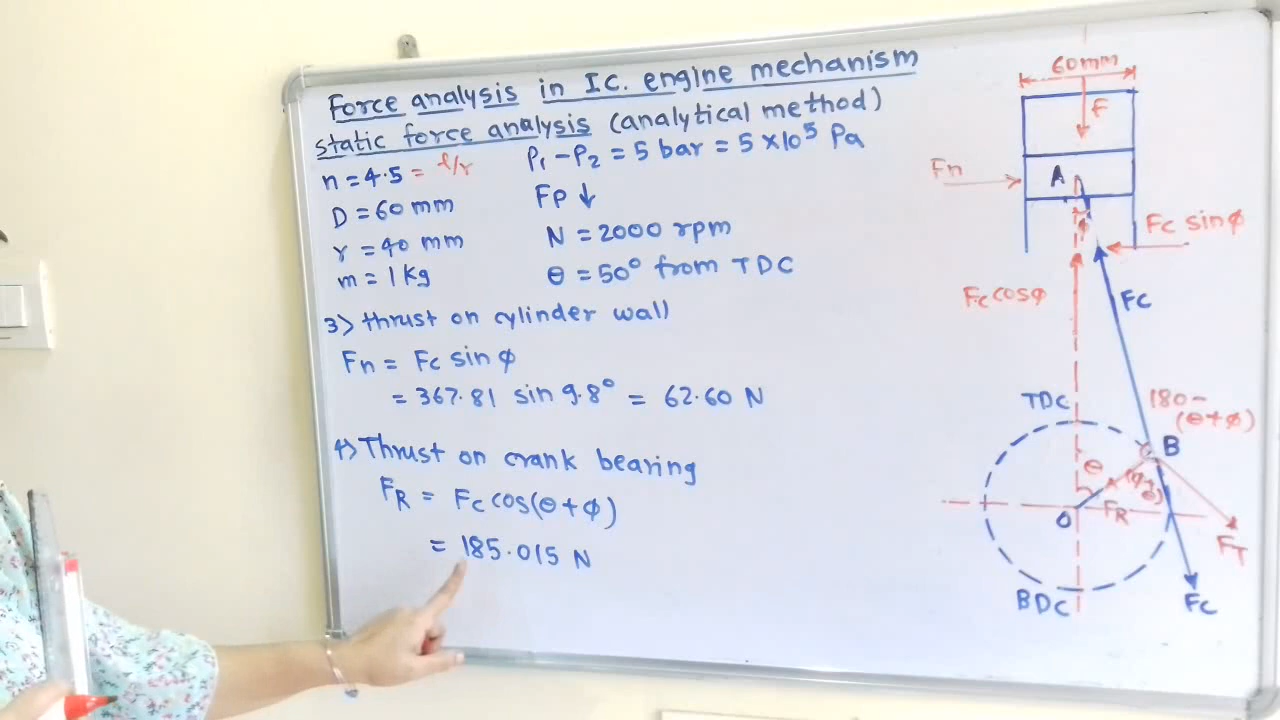 Force analysis in I.C. engine mechanism
static force analysis (analytical method)
n = 4.5 = l/r
P₁ - P₂ = 5 bar = 5 × 10⁵ Pa
D = 60 mm
Fp ↓
r = 40 mm
N = 2000 rpm
m = 1 kg
θ = 50° from TDC
3) thrust on cylinder wall
Fn = Fc sin φ
= 367.81 sin 9.8° = 62.60 N
4) Thrust on crank bearing
FR = Fc cos(θ + φ)
= 185.015 N
60mm
F
Fn
A
φ
Fc sin φ
Fc cos φ
Fc
TDC
180 -
(θ + φ)
B
θ
FR
O
FT
BDC
Fc